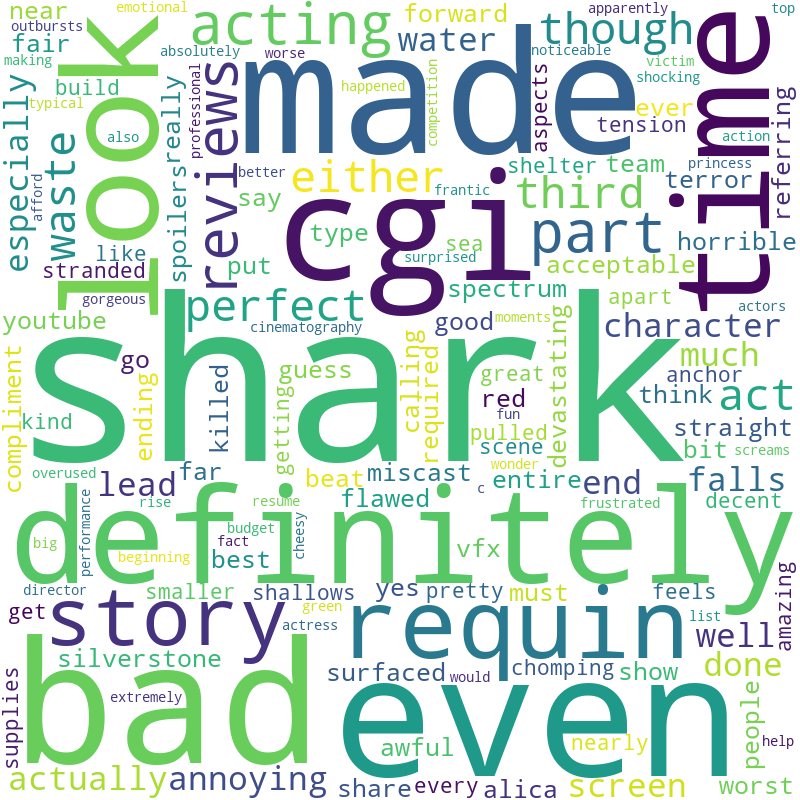 near
emotional
outbursts
fair
making
build
typical
also
look
absolutely
acting
worse
forward
water
apparently
though
noticeable
top
victim
shocking
made
happened
competition
professional
reviews
aspects
ever
tension
action
time
referring
especially
afford
waste
spoilers
really
better
either
frantic
shelter
team
princess
terror
third
say
like
stranded
gorgeous
put
type
cgi
sea
surprised
part
horrible
acceptable
perfect
spectrum
apart
actors
youtube
cinematography
good
moments
character
shark
go
guess
great
much
compliment
ending
killed
getting
calling
required
red
fun
devastating
think
anchor
act
kind
pulled
scene
straight
overused
far
beat
miscast
wonder
entire
end
bit
screams
lead
flawed
falls
definitely
rise
resume
c
frustrated
decent
big
performance
budget
fact
cheesy
best
vfx
beginning
director
smaller
shallows
yes
pretty
must
feels
amazing
get
story
green
actress
requin
list
well
silverstone
surfaced
would
chomping
show
done
supplies
extremely
bad
even
awful
nearly
people
help
actually
annoying
share
every
alica
screen
worst